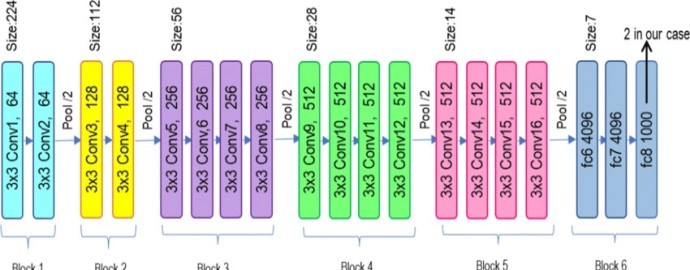 Size:224
3x3 Conv1, 64
3x3 Conv2, 64
Pool /2
Size:112
3x3 Conv3, 128
3x3 Conv4, 128
Pool /2
Size:56
3x3 Conv5, 256
3x3 Conv,6 256
3x3 Conv7, 256
3x3 Conv8, 256
Pool /2
Size:28
3x3 Conv9, 512
3x3 Conv10, 512
3x3 Conv11, 512
3x3 Conv12, 512
Pool /2
Size:14
3x3 Conv13, 512
3x3 Conv14, 512
3x3 Conv15, 512
3x3 Conv16, 512
Pool /2
Size:7
fc6 4096
fc7 4096
fc8 1000
2 in our case
Block 1
Block 2
Block 3
Block 4
Block 5
Block 6